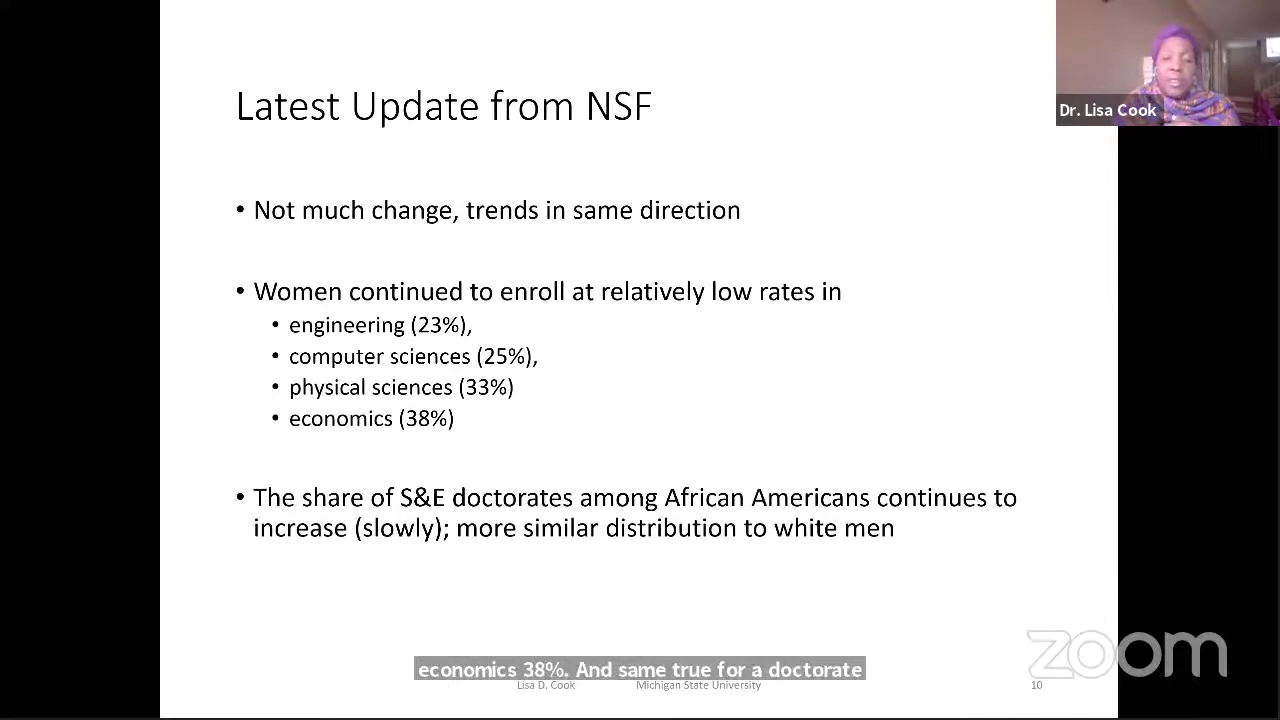 Latest Update from NSF
Dr. Lisa Cook
• Not much change, trends in same direction
• Women continued to enroll at relatively low rates in
• engineering (23%),
• computer sciences (25%),
• physical sciences (33%)
• economics (38%)
• The share of S&E doctorates among African Americans continues to
increase (slowly); more similar distribution to white men
economics 38%. And same true for a doctorate
Lisa D. Cook Michigan State University 10
zoom